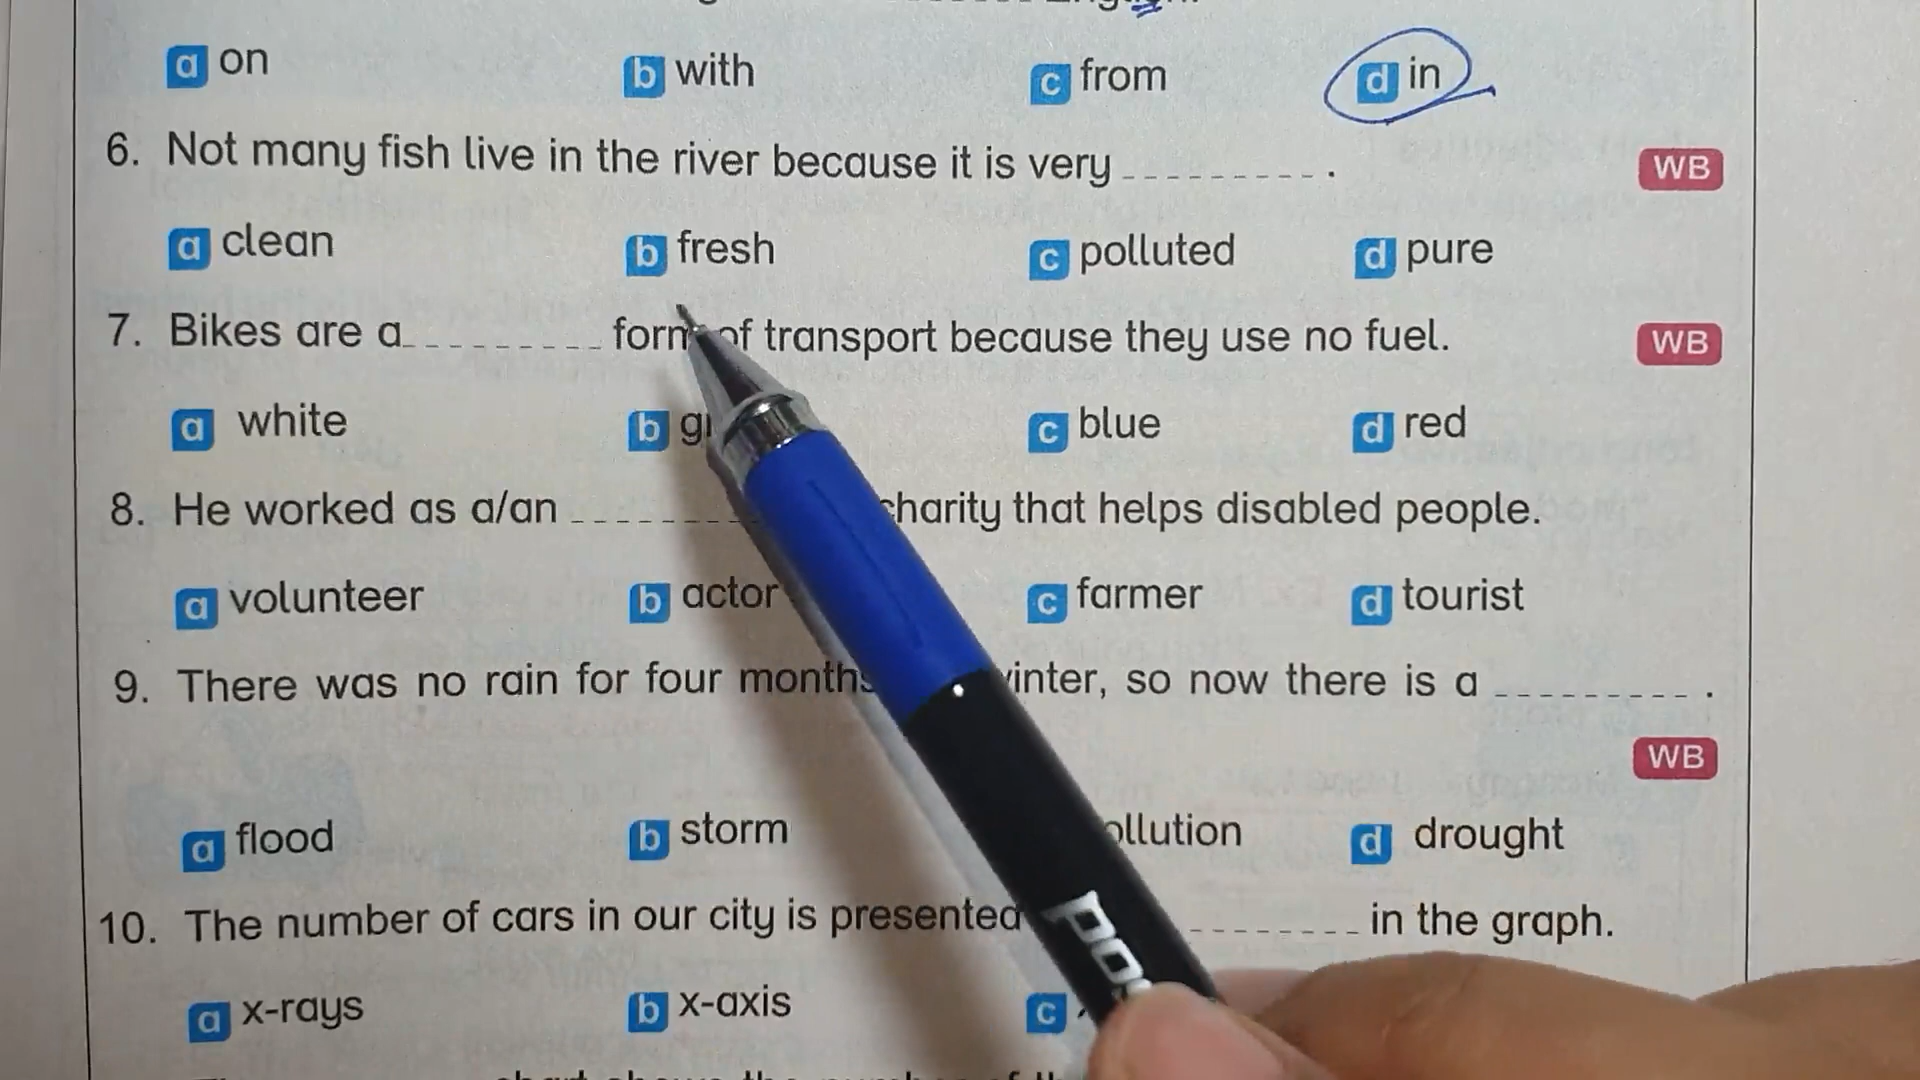 a on b with c from d in
6. Not many fish live in the river because it is very _________ . WB
a clean b fresh c polluted d pure
7. Bikes are a_________ form of transport because they use no fuel. WB
a white b c blue d red
8. He worked as a/an _________ charity that helps disabled people.
a volunteer b actor c farmer d tourist
9. There was no rain for four months winter, so now there is a _________ .
WB
a flood b storm d drought
10. The number of cars in our city is presented _________ in the graph.
a x-rays b x-axis c